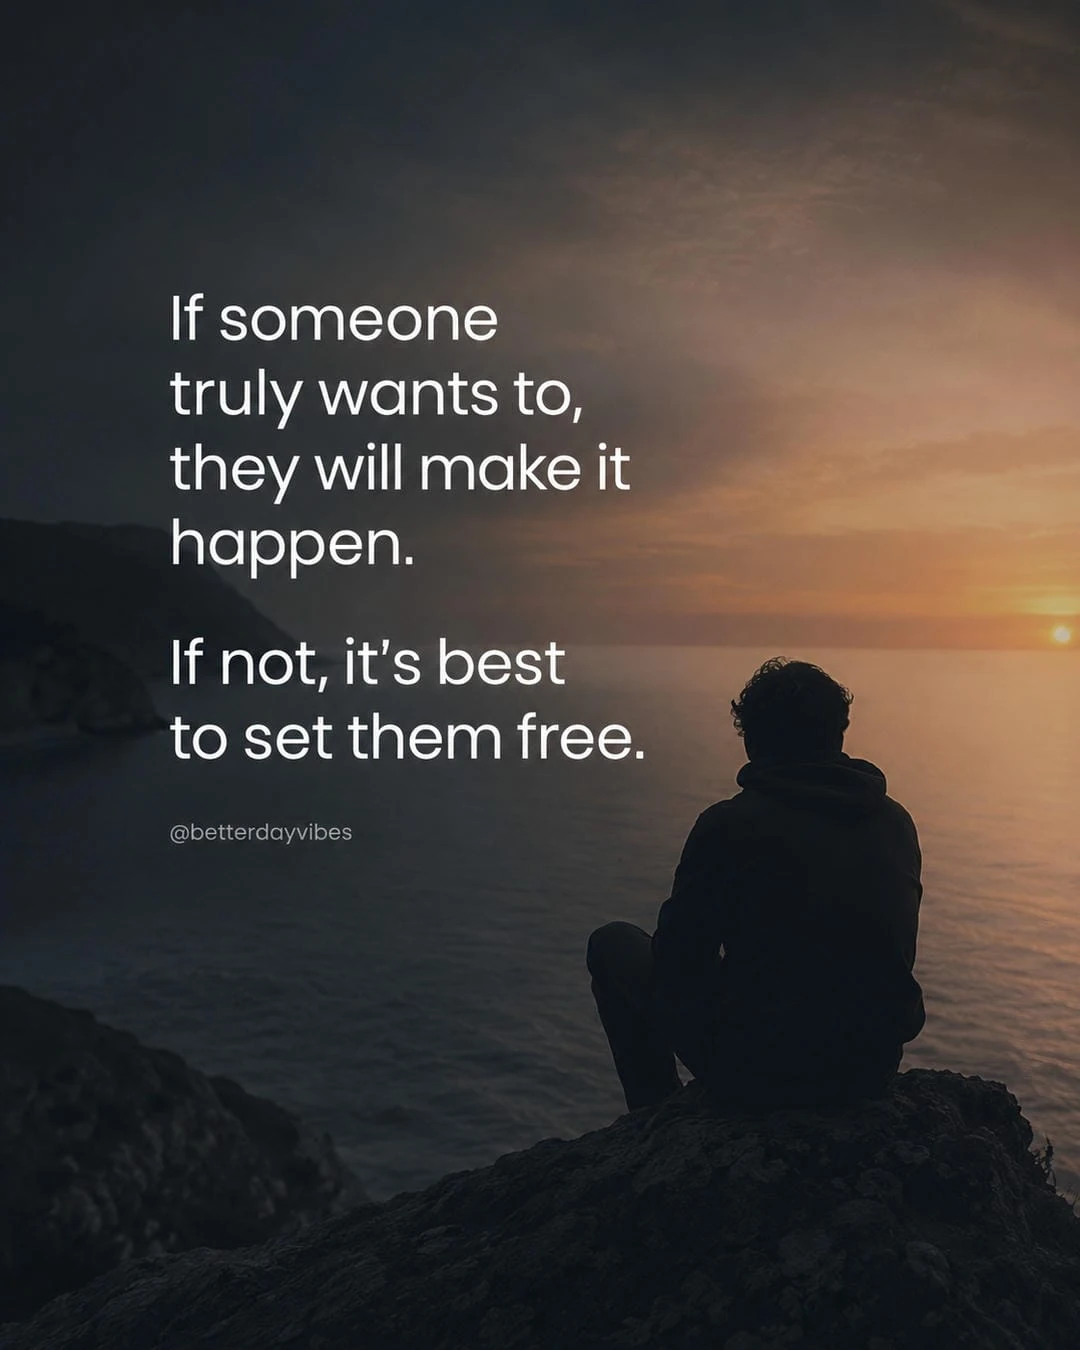 If someone
truly wants to,
they will make it
happen.
If not, it’s best
to set them free.
@betterdayvibes